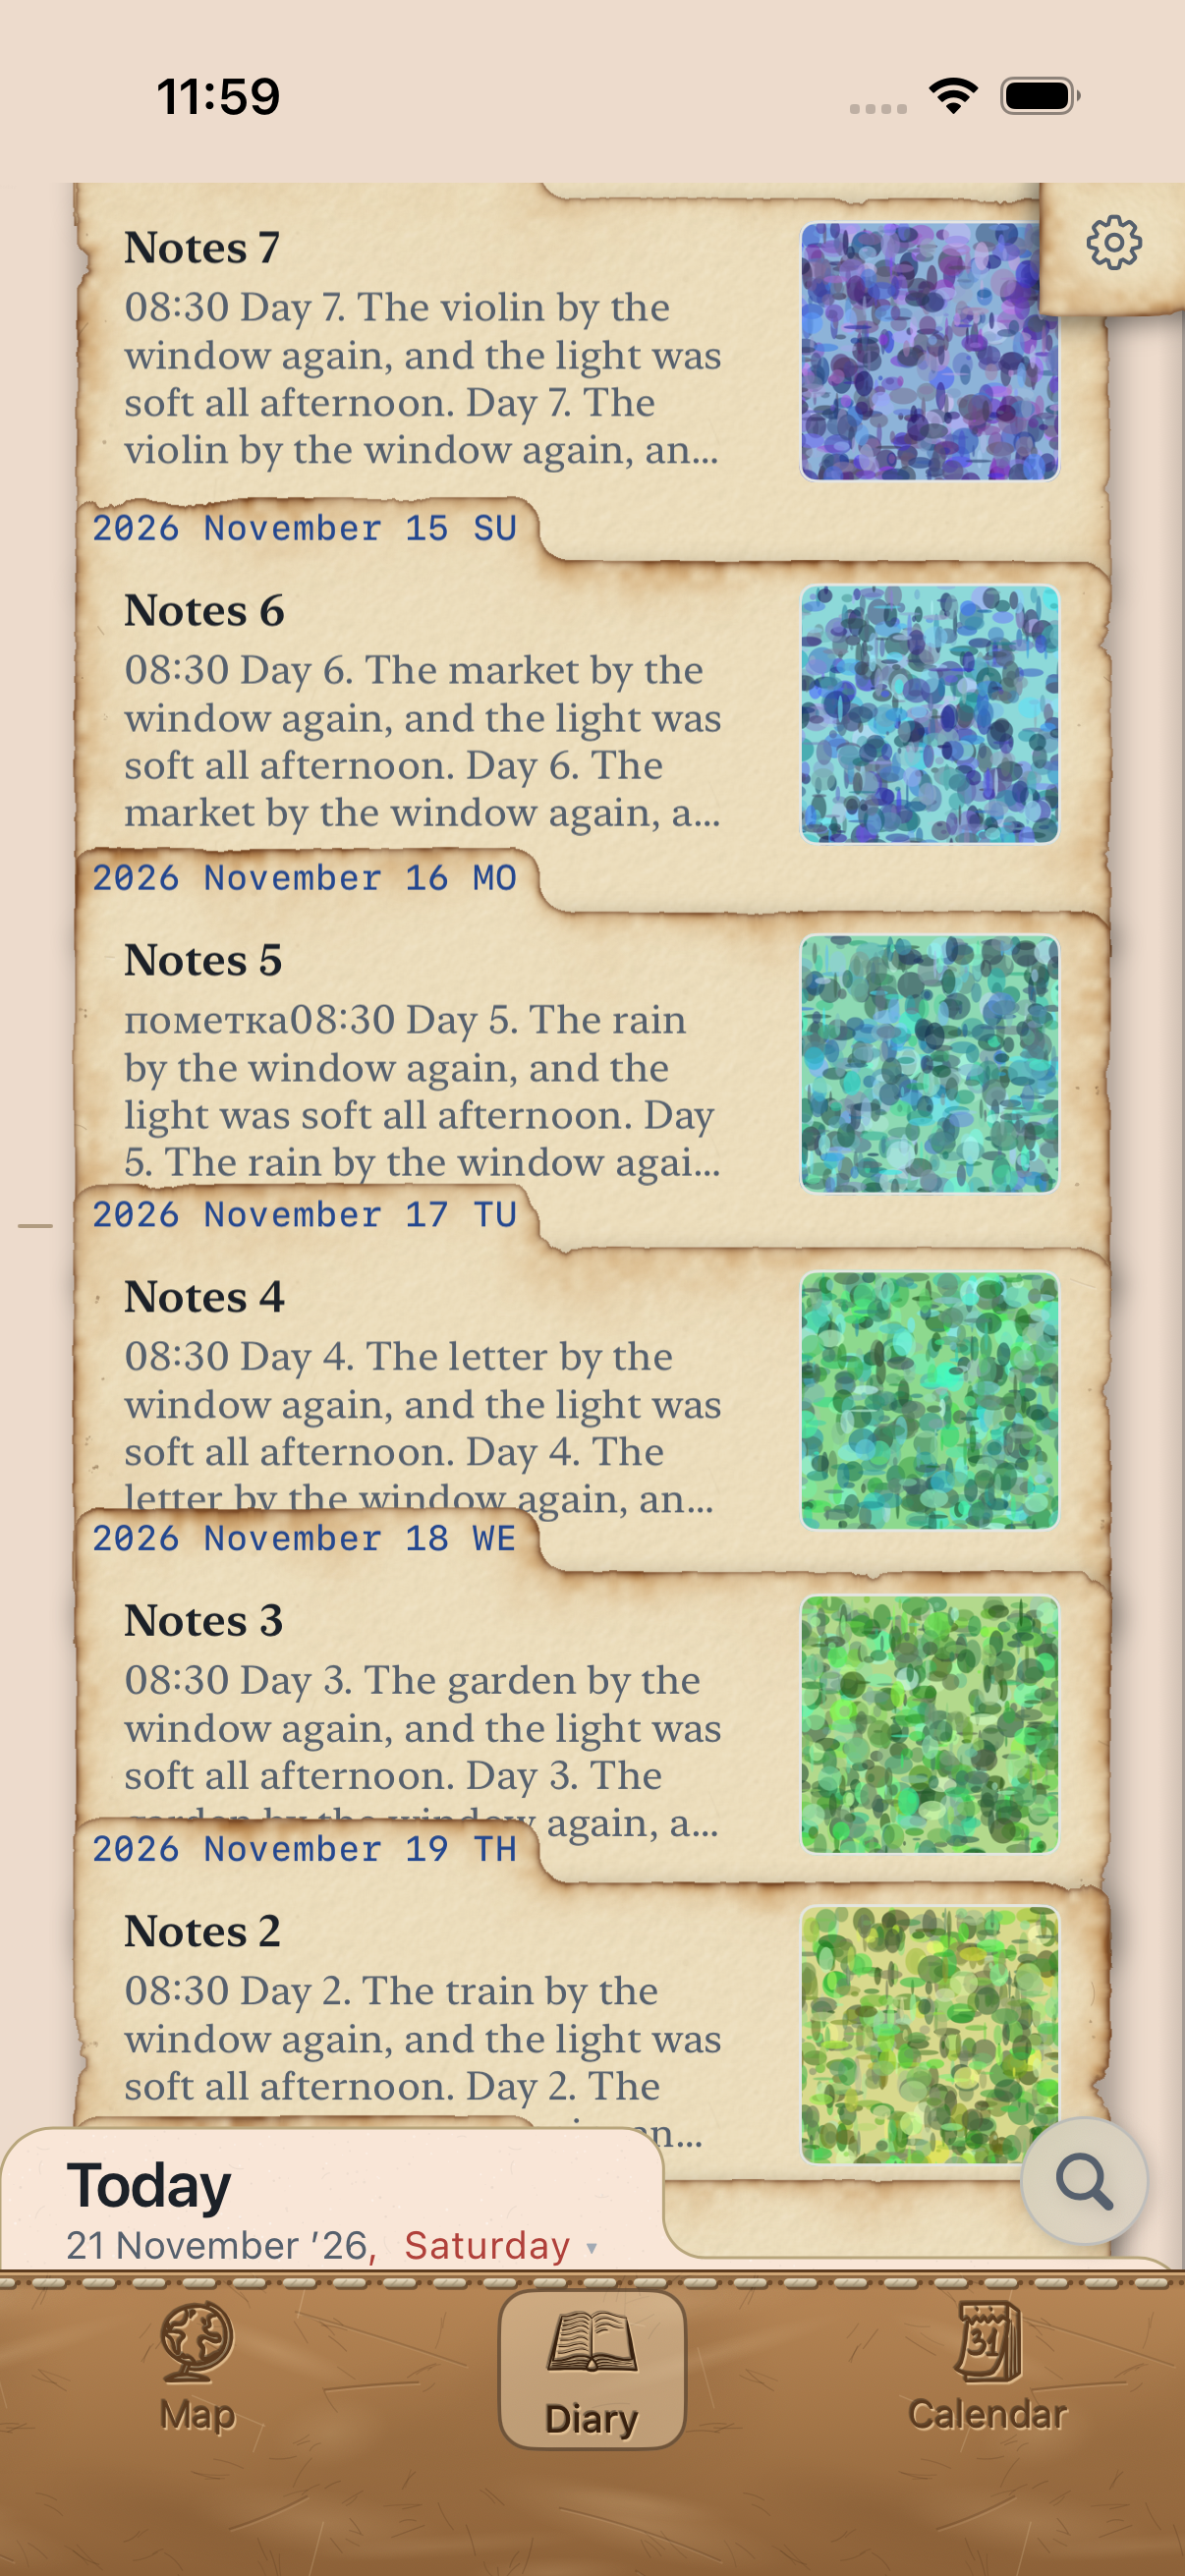 11:59
Notes 7
08:30 Day 7. The violin by the
window again, and the light was
soft all afternoon. Day 7. The
violin by the window again, an...
2026 November 15 SU
Notes 6
08:30 Day 6. The market by the
window again, and the light was
soft all afternoon. Day 6. The
market by the window again, a...
2026 November 16 MO
Notes 5
пометка08:30 Day 5. The rain
by the window again, and the
light was soft all afternoon. Day
5. The rain by the window agai...
2026 November 17 TU
Notes 4
08:30 Day 4. The letter by the
window again, and the light was
soft all afternoon. Day 4. The
letter by the window again, an...
2026 November 18 WE
Notes 3
08:30 Day 3. The garden by the
window again, and the light was
soft all afternoon. Day 3. The
garden by the window again, a...
2026 November 19 TH
Notes 2
08:30 Day 2. The train by the
window again, and the light was
soft all afternoon. Day 2. The
Today
21 November ’26, Saturday
Map
Diary
31
Calendar